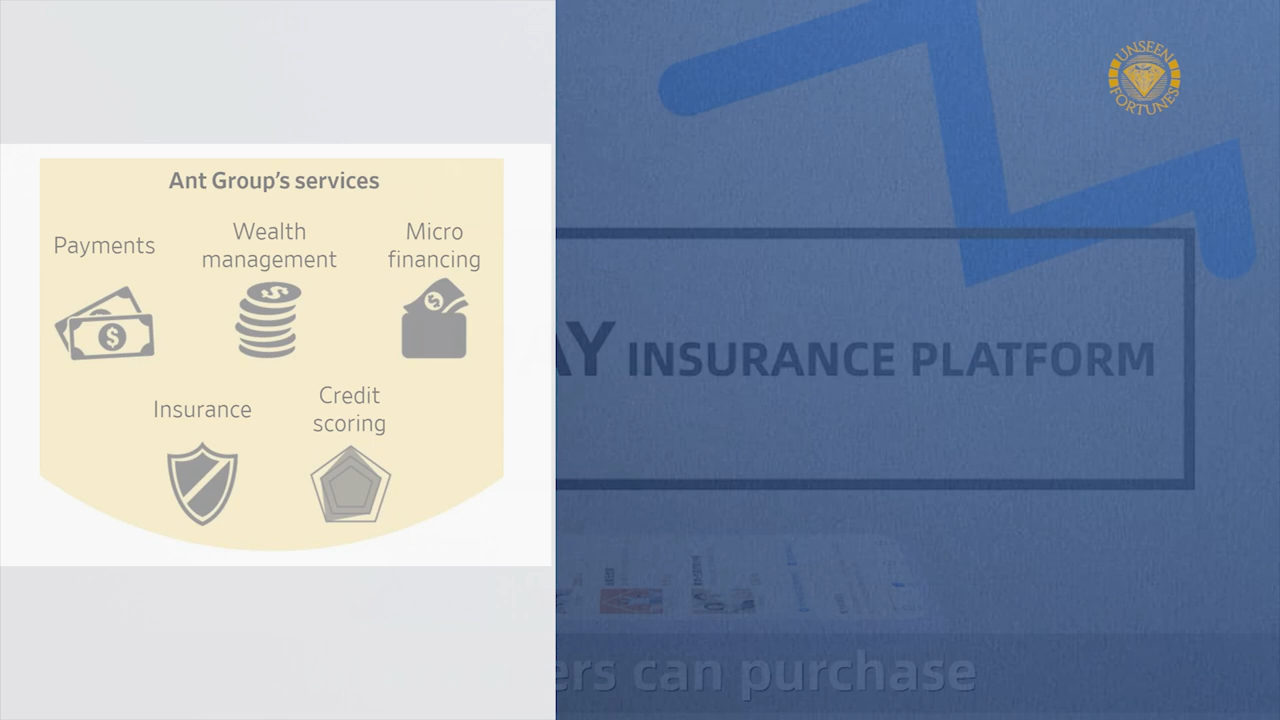 UNSEEN
FORTUNES
Ant Group's services
Payments
Wealth
management
Micro
financing
Insurance
Credit
scoring
AY INSURANCE PLATFORM
ers can purchase